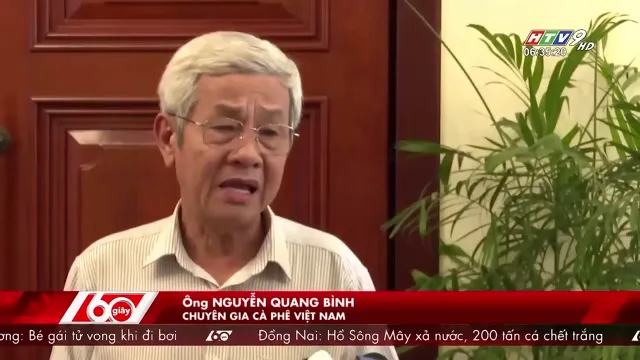 HTV9 HD
06:35:20
Ông NGUYỄN QUANG BÌNH
CHUYÊN GIA CÀ PHÊ VIỆT NAM
60 giây
ơng: Bé gái tử vong khi đi bơi Đồng Nai: Hồ Sông Mây xả nước, 200 tấn cá chết trắng